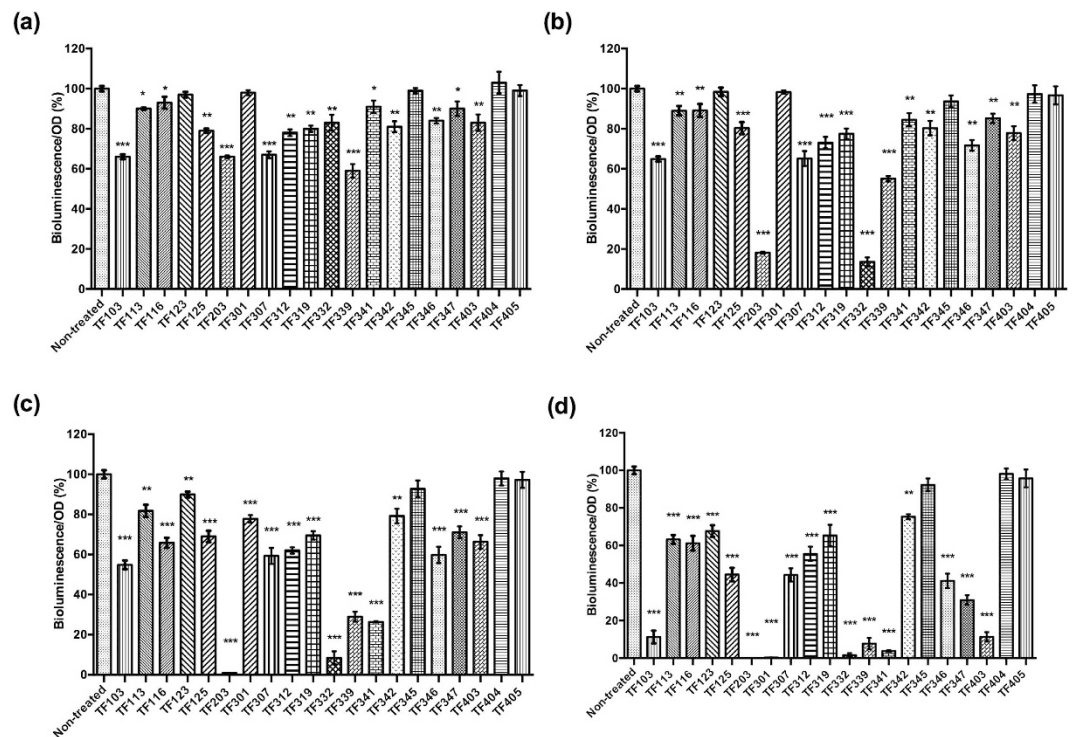 (a)
Bioluminescence/OD (%)
120
100
80
60
40
20
0
*** * * ** *** *** ** ** ** *** * ** ** * **
Non-treated TF103 TF113 TF116 TF123 TF125 TF203 TF301 TF307 TF312 TF319 TF332 TF339 TF341 TF342 TF345 TF346 TF347 TF403 TF404 TF405
(b)
Bioluminescence/OD (%)
120
100
80
60
40
20
0
*** ** ** *** *** *** *** *** *** *** ** ** ** ** **
Non-treated TF103 TF113 TF116 TF123 TF125 TF203 TF301 TF307 TF312 TF319 TF332 TF339 TF341 TF342 TF345 TF346 TF347 TF403 TF404 TF405
(c)
Bioluminescence/OD (%)
120
100
80
60
40
20
0
*** ** *** ** *** *** *** *** *** *** *** *** *** ** *** *** ***
Non-treated TF103 TF113 TF116 TF123 TF125 TF203 TF301 TF307 TF312 TF319 TF332 TF339 TF341 TF342 TF345 TF346 TF347 TF403 TF404 TF405
(d)
Bioluminescence/OD (%)
120
100
80
60
40
20
0
*** *** *** *** *** *** *** *** *** *** *** *** *** ** *** *** ***
Non-treated TF103 TF113 TF116 TF123 TF125 TF203 TF301 TF307 TF312 TF319 TF332 TF339 TF341 TF342 TF345 TF346 TF347 TF403 TF404 TF405